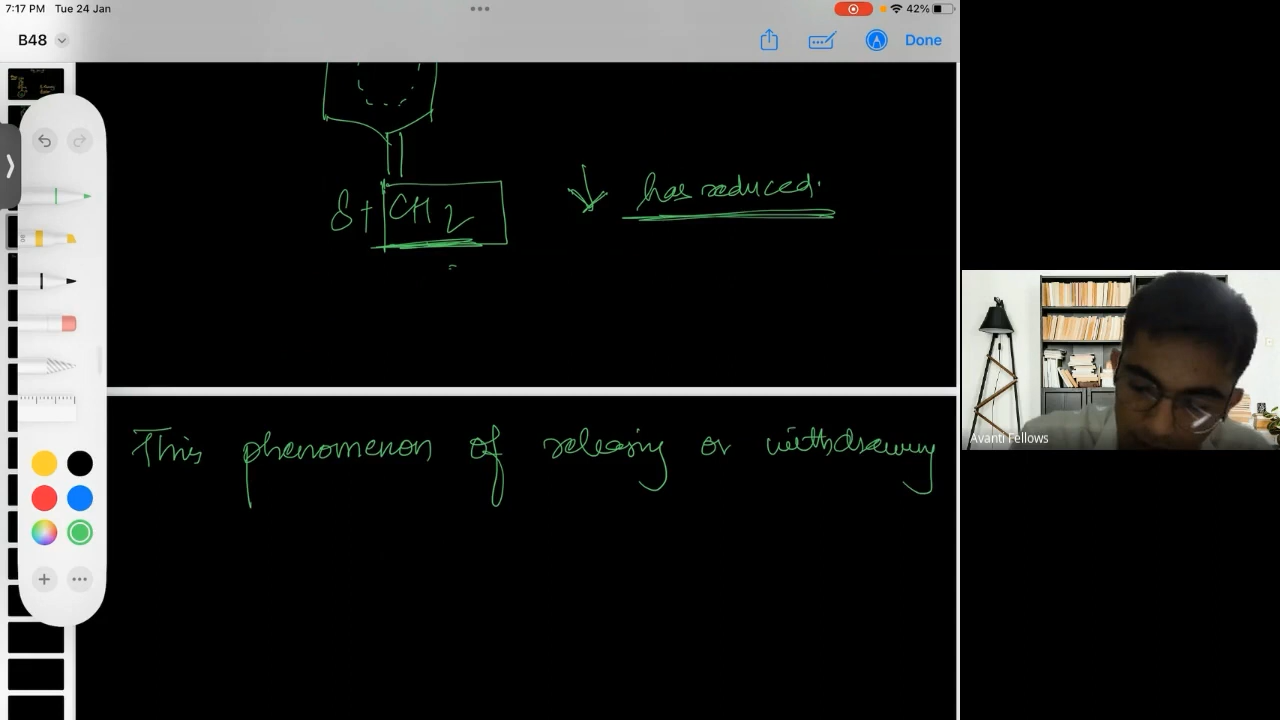 7:17 PM Tue 24 Jan
42%
B48
Done
δ+ CH2
has reduced.
This phenomenon of releasing or withdrawing
Avanti Fellows